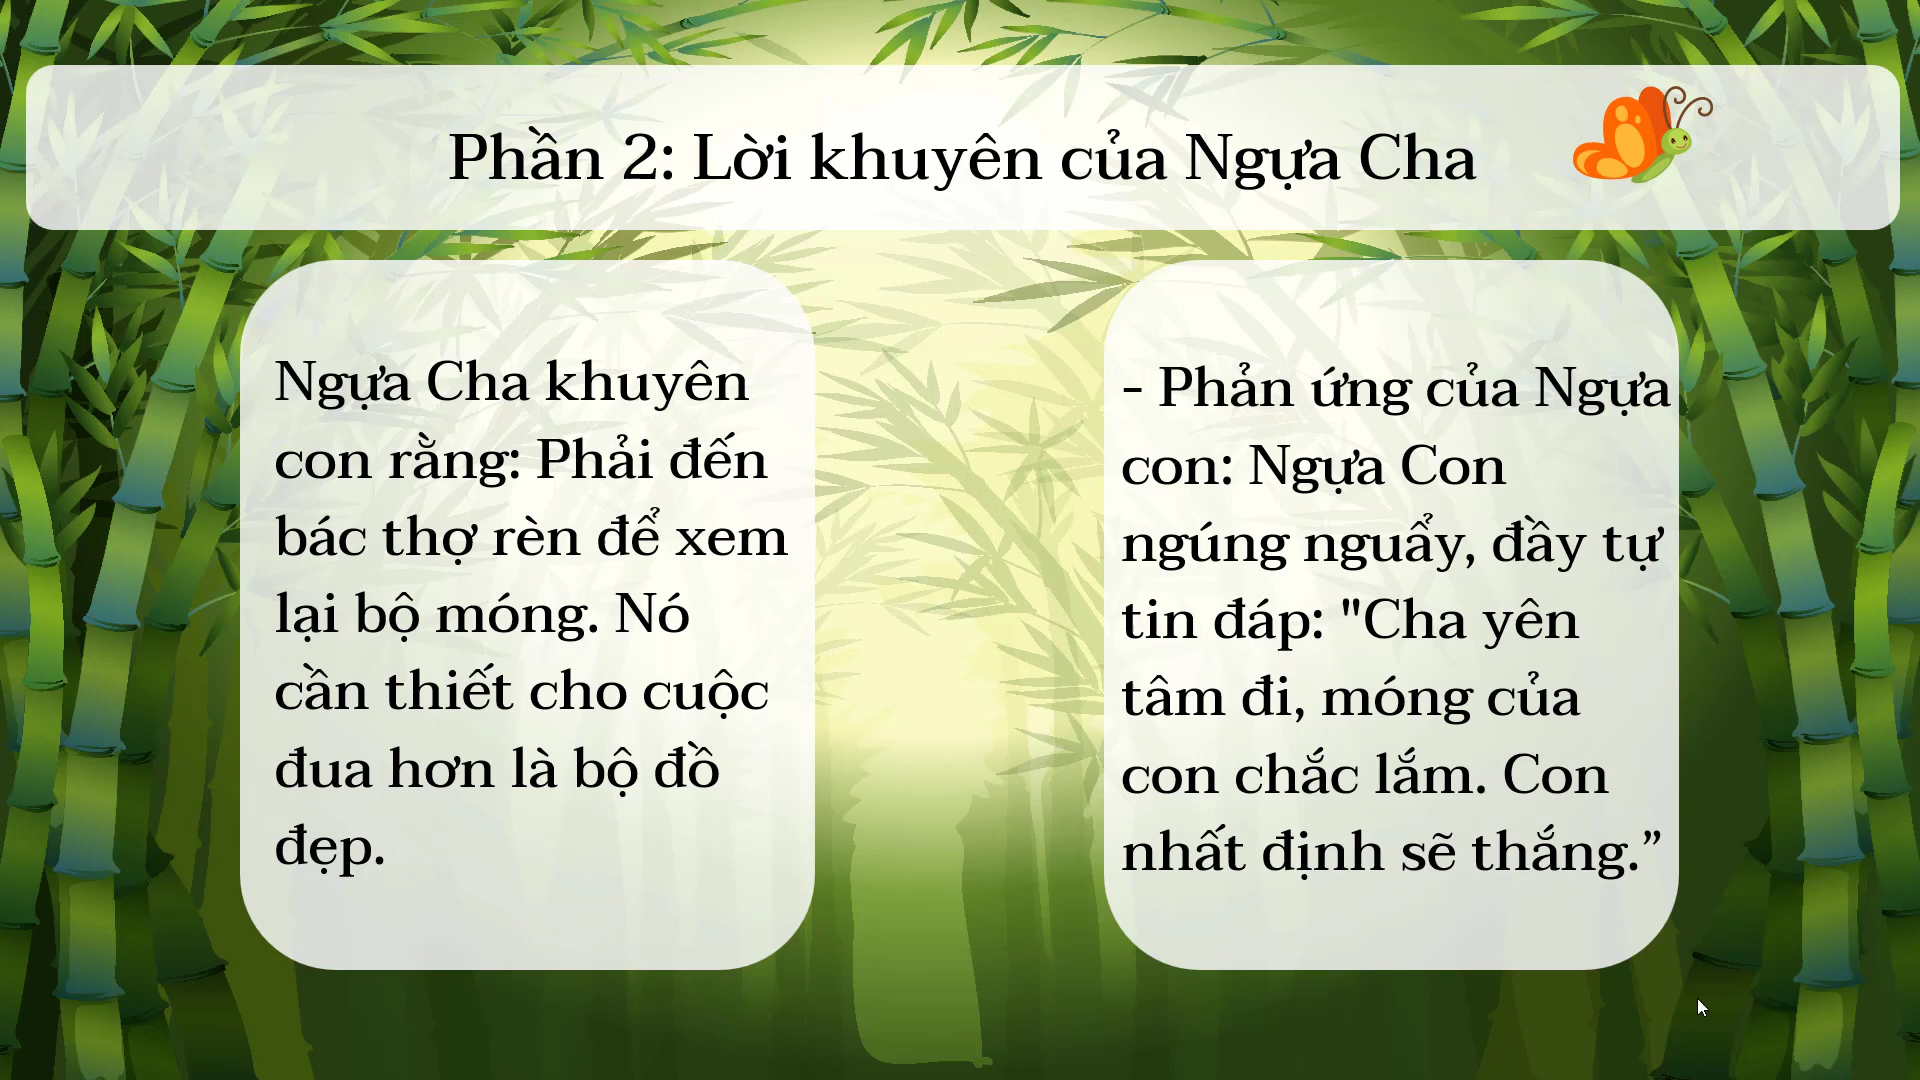 Phần 2: Lời khuyên của Ngựa Cha
Ngựa Cha khuyên
con rằng: Phải đến
bác thợ rèn để xem
lại bộ móng. Nó
cần thiết cho cuộc
đua hơn là bộ đồ
đẹp.
- Phản ứng của Ngựa
con: Ngựa Con
ngúng nguẩy, đầy tự
tin đáp: "Cha yên
tâm đi, móng của
con chắc lắm. Con
nhất định sẽ thắng.”